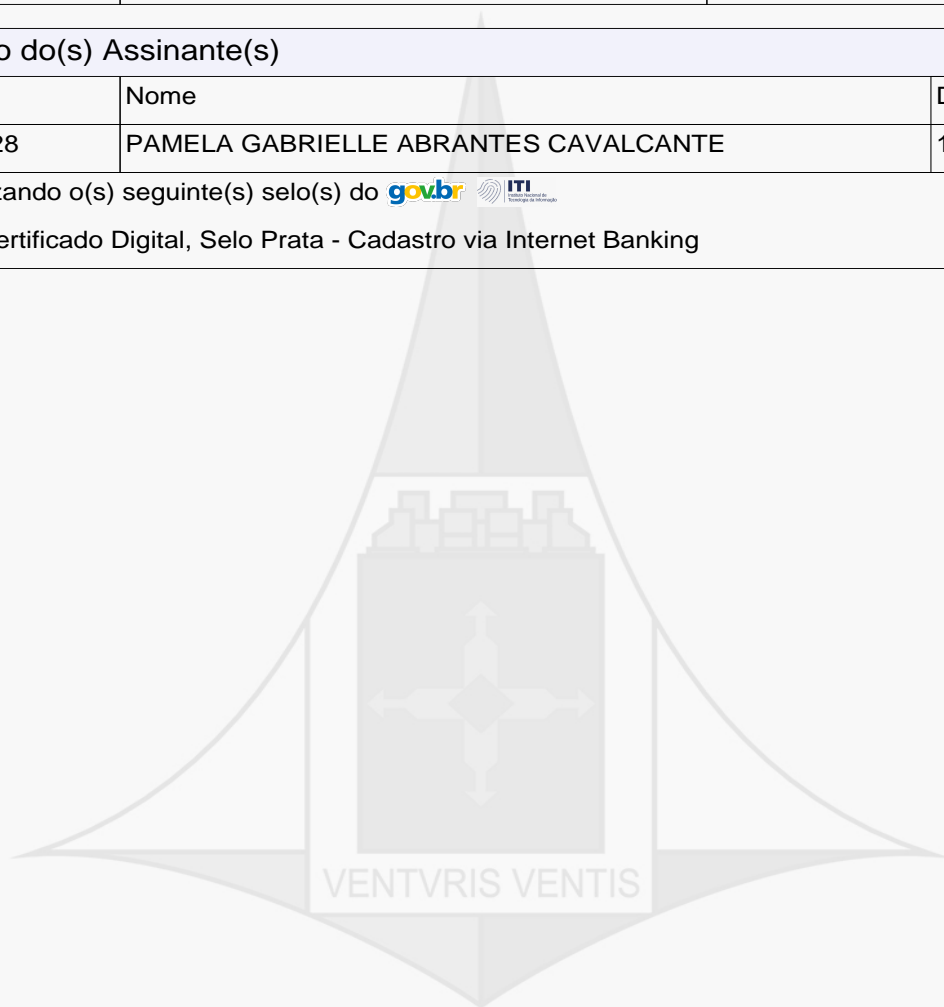 o do(s) Assinante(s)
Nome
28 PAMELA GABRIELLE ABRANTES CAVALCANTE
zando o(s) seguinte(s) selo(s) do gov.br ITI
ertificado Digital, Selo Prata - Cadastro via Internet Banking
VENTVRIS VENTIS